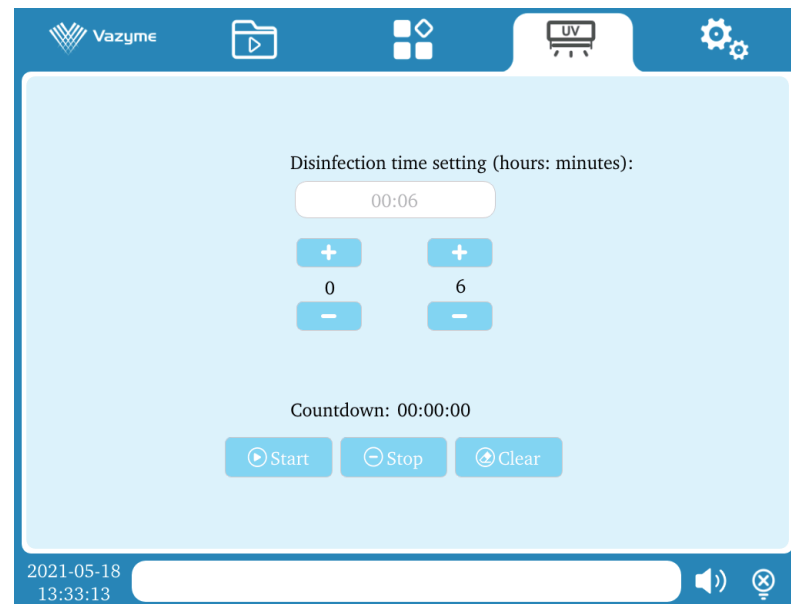 Vazyme
UV
Disinfection time setting (hours: minutes):
00:06
0 6
Countdown: 00:00:00
Start Stop Clear
2021-05-18
13:33:13